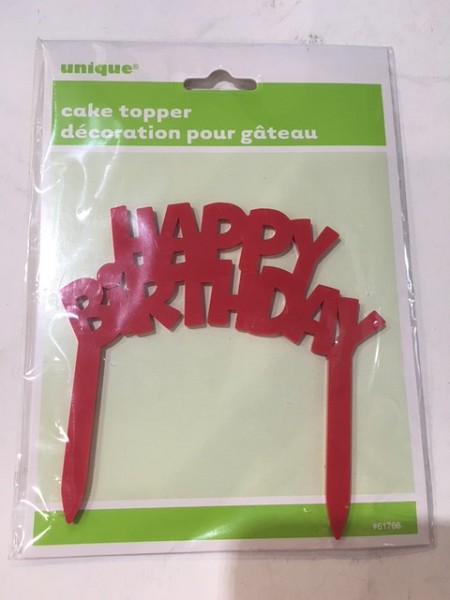 unique®
cake topper
décoration pour gâteau
HAPPY
BIRTHDAY
#61766